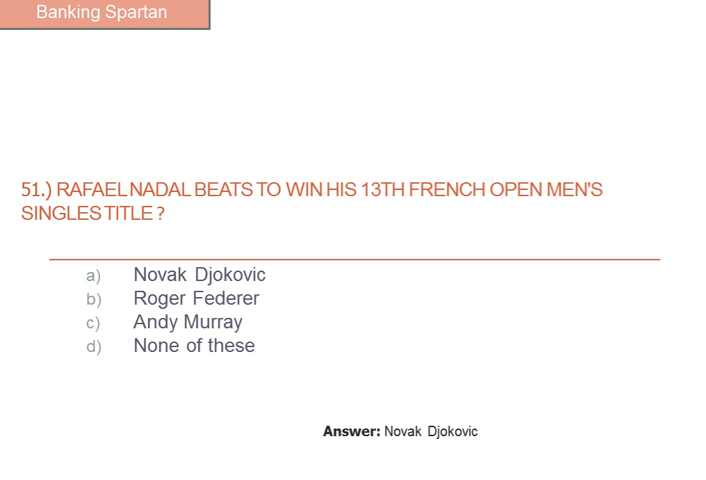 Banking Spartan
51.) RAFAEL NADAL BEATS TO WIN HIS 13TH FRENCH OPEN MEN'S
SINGLES TITLE ?
a) Novak Djokovic
b) Roger Federer
c) Andy Murray
d) None of these
Answer: Novak Djokovic